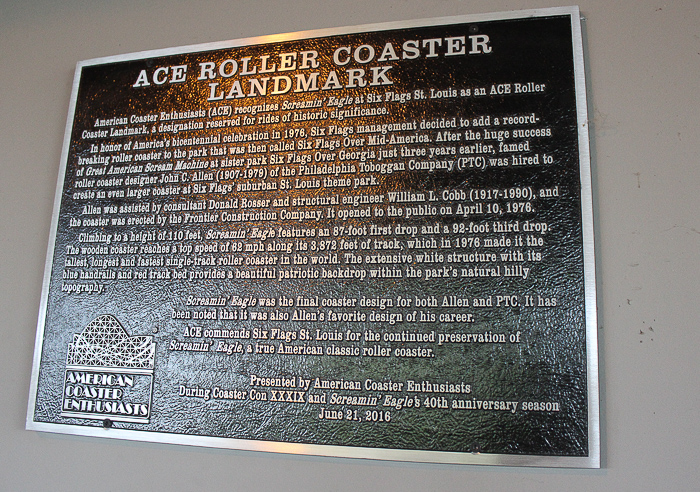 ACE ROLLER COASTER
LANDMARK
American Coaster Enthusiasts (ACE) recognizes Screamin' Eagle at Six Flags St. Louis as an ACE Roller
Coaster Landmark, a designation reserved for rides of historic significance.
In honor of America's bicentennial celebration in 1976, Six Flags management decided to add a record-
breaking roller coaster to the park that was then called Six Flags Over Mid-America. After the huge success
of Great American Scream Machine at sister park Six Flags Over Georgia just three years earlier, famed
roller coaster designer John C. Allen (1907-1979) of the Philadelphia Toboggan Company (PTC) was hired to
create an even larger coaster at Six Flags' suburban St. Louis theme park.
Allen was assisted by consultant Donald Rosser and structural engineer William L. Cobb (1917-1990), and
the coaster was erected by the Frontier Construction Company. It opened to the public on April 10, 1976.
Climbing to a height of 110 feet, Screamin' Eagle features an 87-foot first drop and a 92-foot third drop.
The wooden coaster reaches a top speed of 62 mph along its 3,872 feet of track, which in 1976 made it the
tallest, longest and fastest single-track roller coaster in the world. The extensive white structure with its
blue handrails and red track bed provides a beautiful patriotic backdrop within the park's natural hilly
topography.
Screamin' Eagle was the final coaster design for both Allen and PTC. It has
been noted that it was also Allen's favorite design of his career.
ACE commends Six Flags St. Louis for the continued preservation of
Screamin' Eagle, a true American classic roller coaster.
AMERICAN
COASTER
ENTHUSIASTS
Presented by American Coaster Enthusiasts
During Coaster Con XXXIX and Screamin' Eagle's 40th anniversary season
June 21, 2016